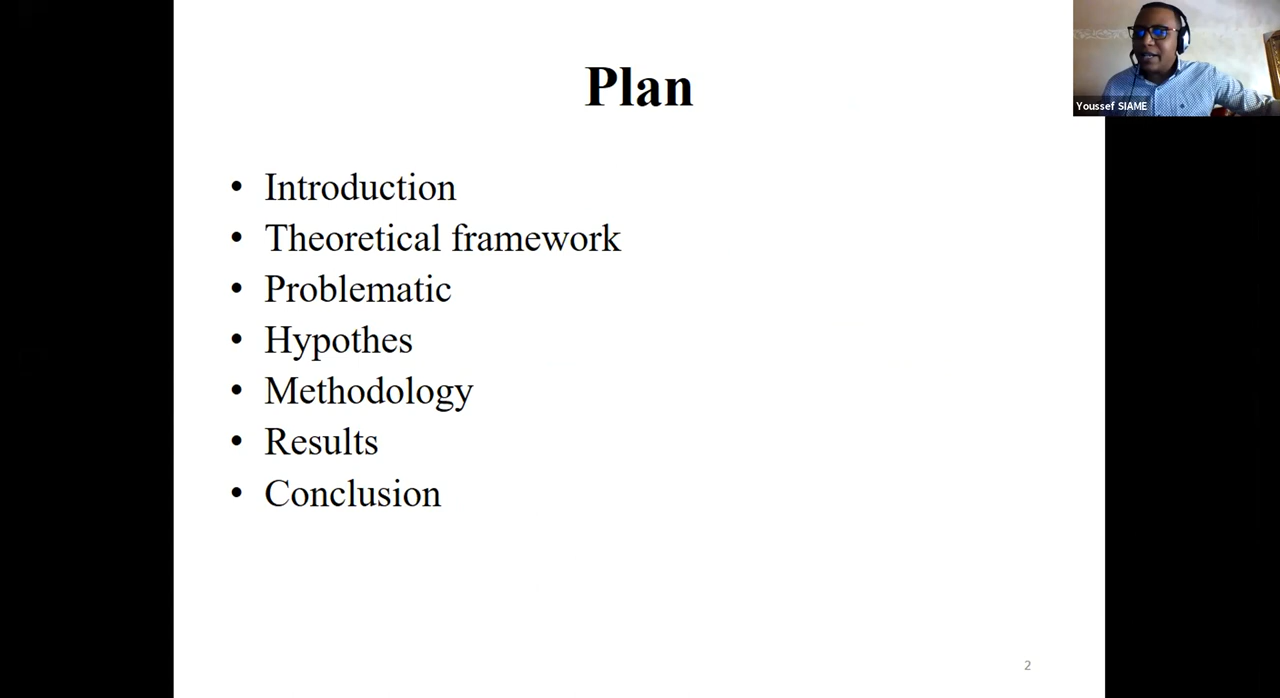 Plan
Youssef SIAME
• Introduction
• Theoretical framework
• Problematic
• Hypothes
• Methodology
• Results
• Conclusion
2